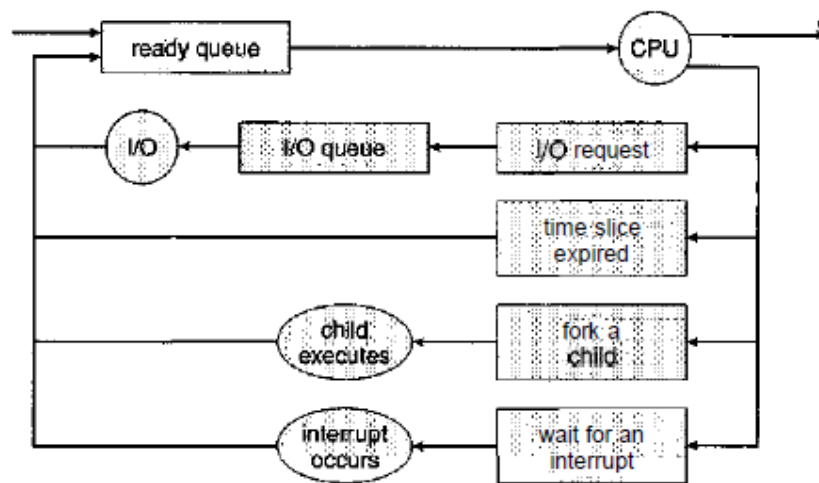 ready queue
CPU
I/O
I/O queue
I/O request
time slice
expired
child
executes
fork a
child
interrupt
occurs
wait for an
interrupt